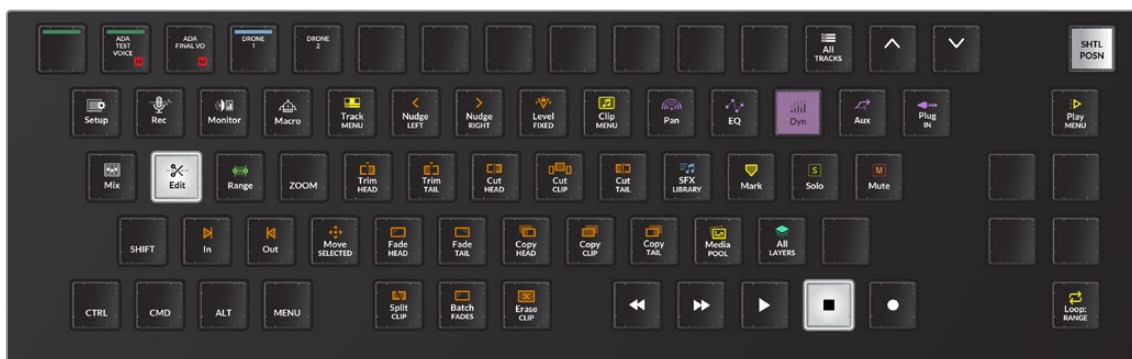 ADA
TEST
VOICE
M
ADA
FINAL VO
M
DRONE
1
DRONE
2
All
TRACKS
SHTL
POSN
Setup
Rec
Monitor
Macro
Track
MENU
Nudge
LEFT
Nudge
RIGHT
Level
FIXED
Clip
MENU
Pan
EQ
Dyn
Aux
Plug
IN
Play
MENU
Mix
Edit
Range
ZOOM
Trim
HEAD
Trim
TAIL
Cut
HEAD
Cut
CLIP
Cut
TAIL
SFX
LIBRARY
Mark
S
Solo
M
Mute
SHIFT
In
Out
Move
SELECTED
Fade
HEAD
Fade
TAIL
Copy
HEAD
Copy
CLIP
Copy
TAIL
Media
POOL
All
LAYERS
CTRL
CMD
ALT
MENU
Split
CLIP
Batch
FADES
Erase
CLIP
Loop:
RANGE